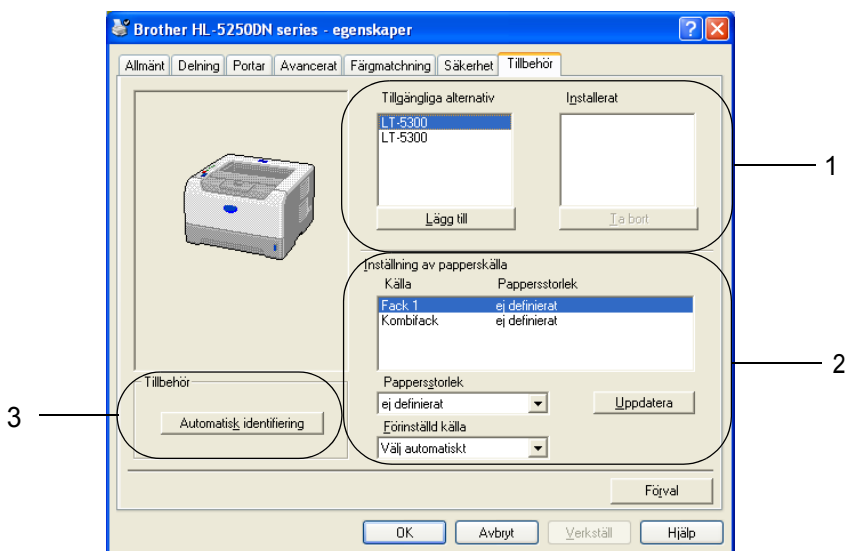 Brother HL-5250DN series - egenskaper
Allmänt Delning Portar Avancerat Färgmatchning Säkerhet Tillbehör
Tillgängliga alternativ Installerat
LT-5300
LT-5300
Lägg till Ta bort
1
Inställning av papperskälla
Källa Pappersstorlek
Fack 1 ej definierat
Kombifack ej definierat
2
Tillbehör
Automatisk identifiering
3
Pappersstorlek
ej definierat Uppdatera
Förinställd källa
Välj automatiskt
Förval
OK Avbryt Verkställ Hjälp